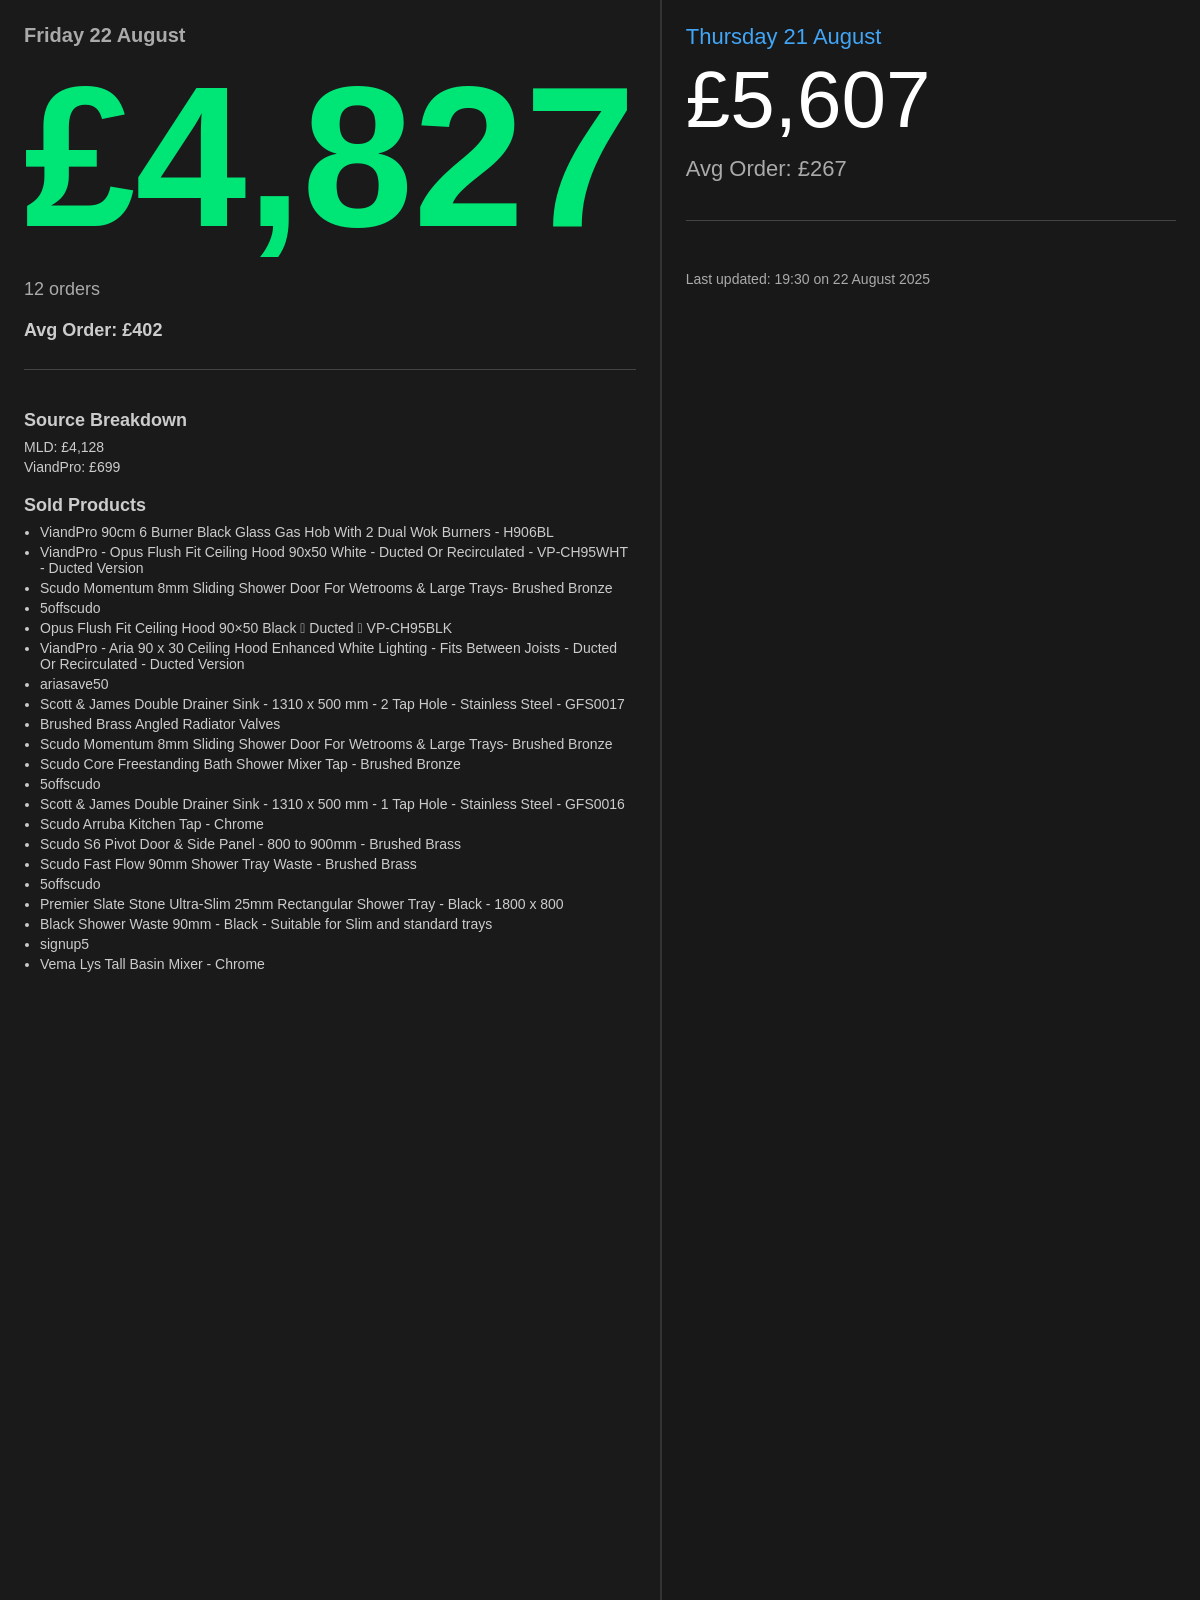 Friday 22 August
£4,827
12 orders
Avg Order: £402
Source Breakdown
MLD: £4,128
ViandPro: £699
Sold Products
• ViandPro 90cm 6 Burner Black Glass Gas Hob With 2 Dual Wok Burners - H906BL
• ViandPro - Opus Flush Fit Ceiling Hood 90x50 White - Ducted Or Recirculated - VP-CH95WHT
- Ducted Version
• Scudo Momentum 8mm Sliding Shower Door For Wetrooms & Large Trays- Brushed Bronze
• 5offscudo
• Opus Flush Fit Ceiling Hood 90×50 Black ▯ Ducted ▯ VP-CH95BLK
• ViandPro - Aria 90 x 30 Ceiling Hood Enhanced White Lighting - Fits Between Joists - Ducted
Or Recirculated - Ducted Version
• ariasave50
• Scott & James Double Drainer Sink - 1310 x 500 mm - 2 Tap Hole - Stainless Steel - GFS0017
• Brushed Brass Angled Radiator Valves
• Scudo Momentum 8mm Sliding Shower Door For Wetrooms & Large Trays- Brushed Bronze
• Scudo Core Freestanding Bath Shower Mixer Tap - Brushed Bronze
• 5offscudo
• Scott & James Double Drainer Sink - 1310 x 500 mm - 1 Tap Hole - Stainless Steel - GFS0016
• Scudo Arruba Kitchen Tap - Chrome
• Scudo S6 Pivot Door & Side Panel - 800 to 900mm - Brushed Brass
• Scudo Fast Flow 90mm Shower Tray Waste - Brushed Brass
• 5offscudo
• Premier Slate Stone Ultra-Slim 25mm Rectangular Shower Tray - Black - 1800 x 800
• Black Shower Waste 90mm - Black - Suitable for Slim and standard trays
• signup5
• Vema Lys Tall Basin Mixer - Chrome
Thursday 21 August
£5,607
Avg Order: £267
Last updated: 19:30 on 22 August 2025